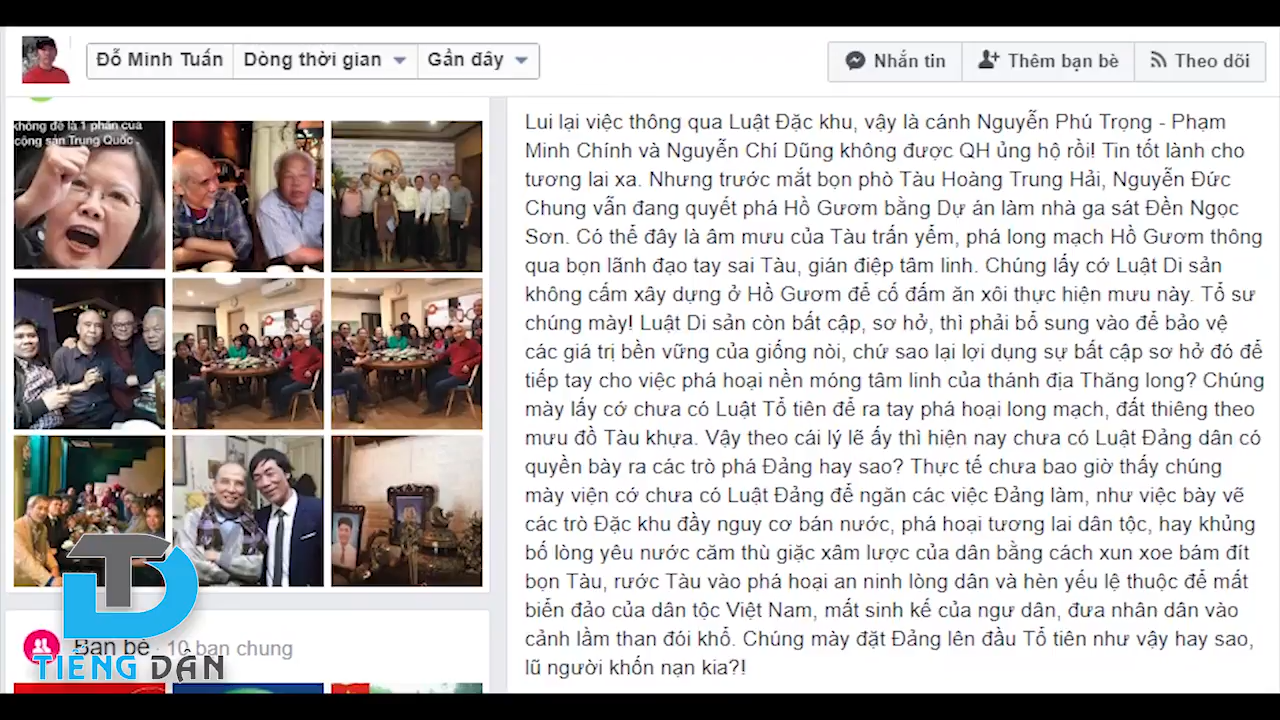 Đỗ Minh Tuấn
Dòng thời gian
Gần đây
Nhắn tin
Thêm bạn bè
Theo dõi
không để là 1 phần của
cộng sản Trung Quốc
Bạn bè · 10 bạn chung
TIẾNG DÂN
Lui lại việc thông qua Luật Đặc khu, vậy là cánh Nguyễn Phú Trọng - Phạm
Minh Chính và Nguyễn Chí Dũng không được QH ủng hộ rồi! Tin tốt lành cho
tương lai xa. Nhưng trước mắt bọn phò Tàu Hoàng Trung Hải, Nguyễn Đức
Chung vẫn đang quyết phá Hồ Gươm bằng Dự án làm nhà ga sát Đền Ngọc
Sơn. Có thể đây là âm mưu của Tàu trấn yểm, phá long mạch Hồ Gươm thông
qua bọn lãnh đạo tay sai Tàu, gián điệp tâm linh. Chúng lấy cớ Luật Di sản
không cấm xây dựng ở Hồ Gươm để cố đấm ăn xôi thực hiện mưu này. Tổ sư
chúng mày! Luật Di sản còn bất cập, sơ hở, thì phải bổ sung vào để bảo vệ
các giá trị bền vững của giống nòi, chứ sao lại lợi dụng sự bất cập sơ hở đó để
tiếp tay cho việc phá hoại nền móng tâm linh của thánh địa Thăng long? Chúng
mày lấy cớ chưa có Luật Tổ tiên để ra tay phá hoại long mạch, đất thiêng theo
mưu đồ Tàu khựa. Vậy theo cái lý lẽ ấy thì hiện nay chưa có Luật Đảng dân có
quyền bày ra các trò phá Đảng hay sao? Thực tế chưa bao giờ thấy chúng
mày viện cớ chưa có Luật Đảng để ngăn các việc Đảng làm, như việc bày vẽ
các trò Đặc khu đầy nguy cơ bán nước, phá hoại tương lai dân tộc, hay khủng
bố lòng yêu nước căm thù giặc xâm lược của dân bằng cách xun xoe bám đít
bọn Tàu, rước Tàu vào phá hoại an ninh lòng dân và hèn yếu lệ thuộc để mất
biển đảo của dân tộc Việt Nam, mất sinh kế của ngư dân, đưa nhân dân vào
cảnh lầm than đói khổ. Chúng mày đặt Đảng lên đầu Tổ tiên như vậy hay sao,
lũ người khốn nạn kia?!